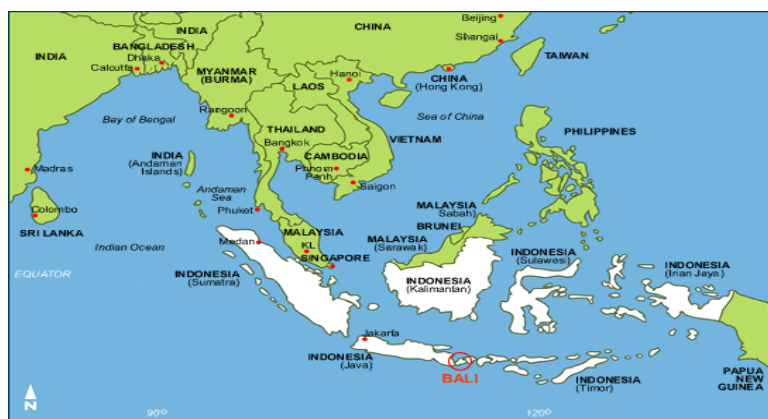 Beijing
Shangai
CHINA
INDIA
BANGLADESH
Dhaka
INDIA
Calcutta
TAIWAN
MYANMAR
(BURMA)
Hanoi
CHINA
(Hong Kong)
LAOS
Rangoon
Bay of Bengal
Sea of China
THAILAND
Bangkok
VIETNAM
PHILIPPINES
INDIA
(Andaman
Islands)
CAMBODIA
Phnom
Penh
Madras
Saigon
Andaman
Sea
MALAYSIA
Sabah)
Colombo
Phuket
BRUNEI
SRI LANKA
MALAYSIA
KL
Medan
MALAYSIA
(Sarawak)
Indian Ocean
SINGAPORE
INDONESIA
(Sulawesi)
INDONESIA
(Irian Jaya)
EQUATOR
INDONESIA
(Sumatra)
INDONESIA
(Kalimantan)
Jakarta
INDONESIA
(Java)
BALI
INDONESIA
(Timor)
PAPUA
NEW
GUINEA
N
90º
120º